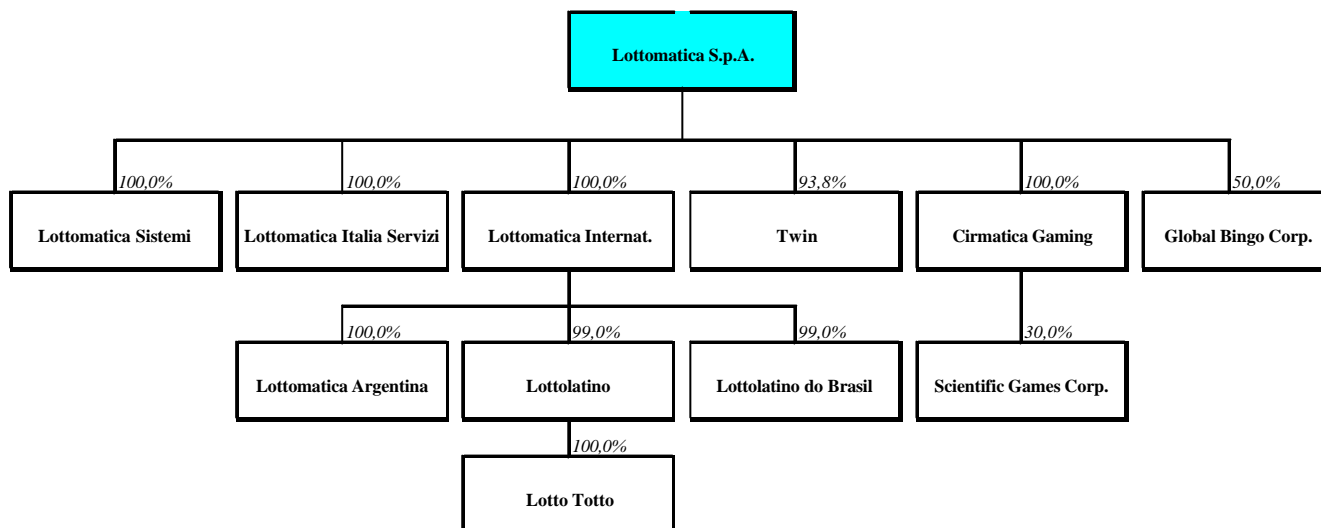 Lottomatica S.p.A.
100,0%
100,0%
100,0%
93,8%
100,0%
50,0%
Lottomatica Sistemi
Lottomatica Italia Servizi
Lottomatica Internat.
Twin
Cirmatica Gaming
Global Bingo Corp.
100,0%
99,0%
99,0%
30,0%
Lottomatica Argentina
Lottolatino
Lottolatino do Brasil
Scientific Games Corp.
100,0%
Lotto Totto